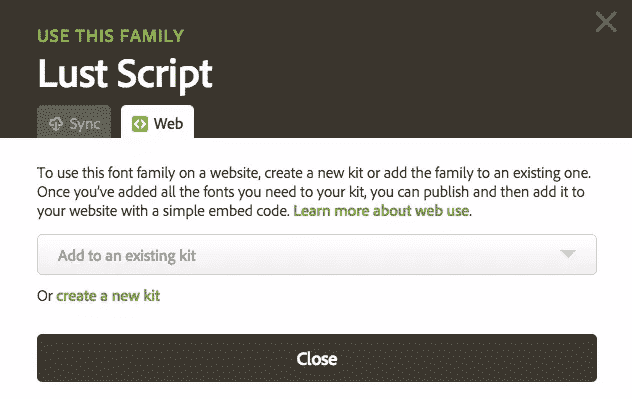 USE THIS FAMILY
Lust Script
Sync
Web
To use this font family on a website, create a new kit or add the family to an existing one.
Once you've added all the fonts you need to your kit, you can publish and then add it to
your website with a simple embed code. Learn more about web use.
Add to an existing kit
Or create a new kit
Close